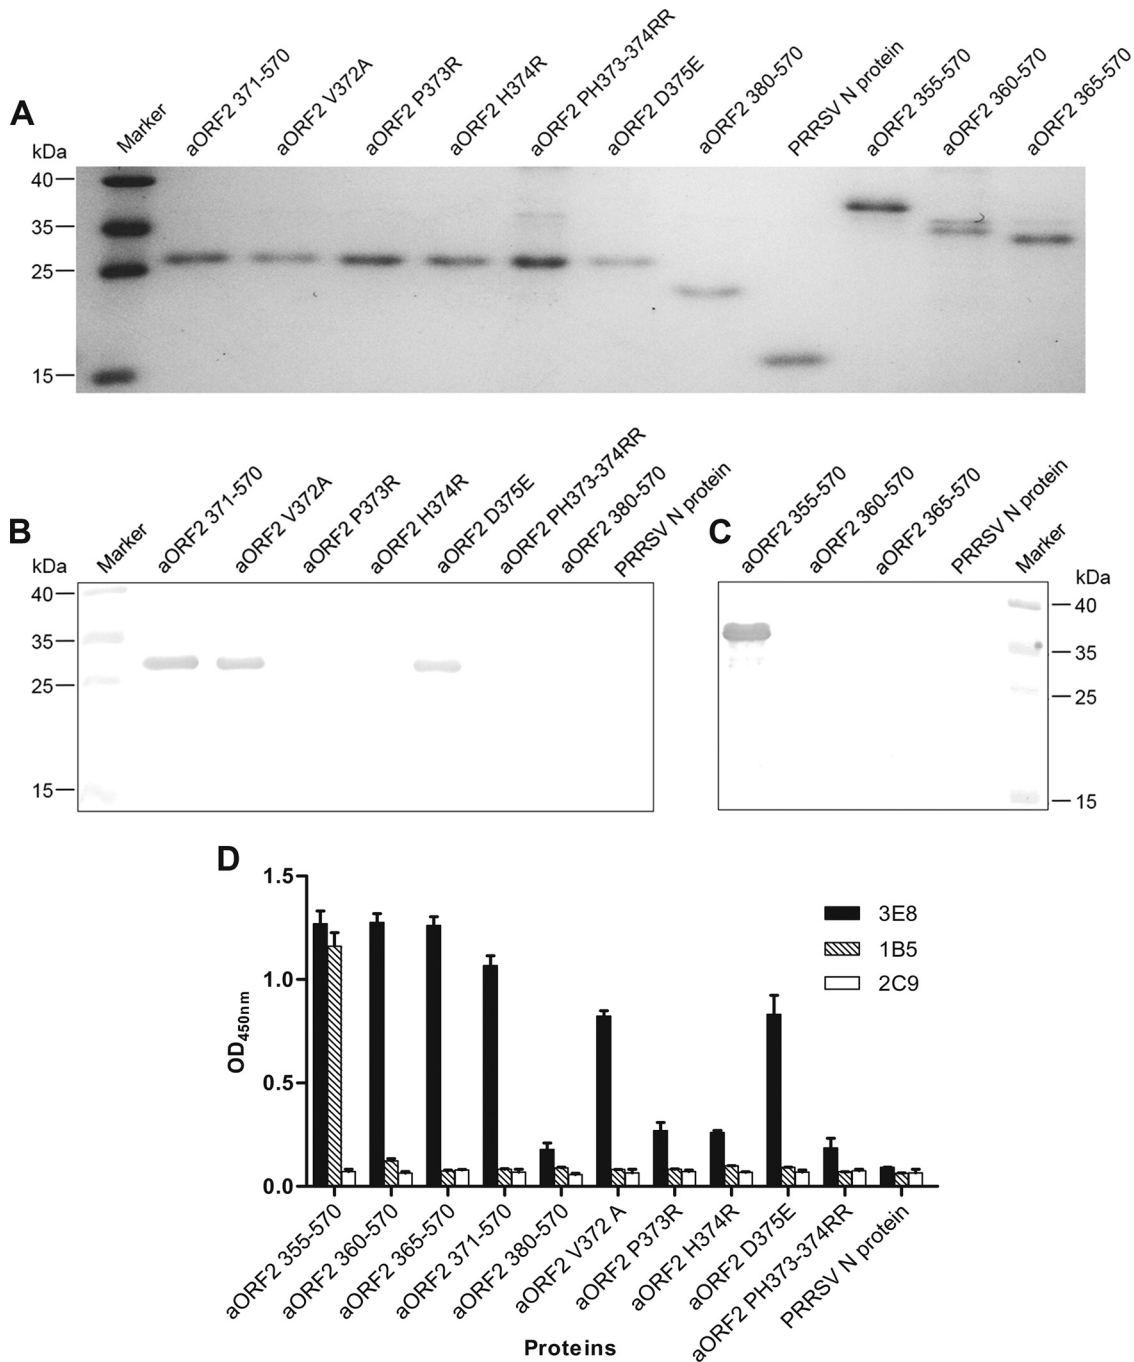 A
kDa
Marker
aORF2 371-570
aORF2 V372A
aORF2 P373R
aORF2 H374R
aORF2 PH373-374RR
aORF2 D375E
aORF2 380-570
PRRSV N protein
aORF2 355-570
aORF2 360-570
aORF2 365-570
40
35
25
15
B
kDa
Marker
aORF2 371-570
aORF2 V372A
aORF2 P373R
aORF2 H374R
aORF2 D375E
aORF2 PH373-374RR
aORF2 380-570
PRRSV N protein
40
35
25
15
C
aORF2 355-570
aORF2 360-570
aORF2 365-570
PRRSV N protein
Marker
kDa
40
35
25
15
D
1.5
1.0
0.5
0.0
OD450nm
3E8
1B5
2C9
aORF2 355-570
aORF2 360-570
aORF2 365-570
aORF2 371-570
aORF2 380-570
aORF2 V372 A
aORF2 P373R
aORF2 H374R
aORF2 D375E
aORF2 PH373-374RR
PRRSV N protein
Proteins